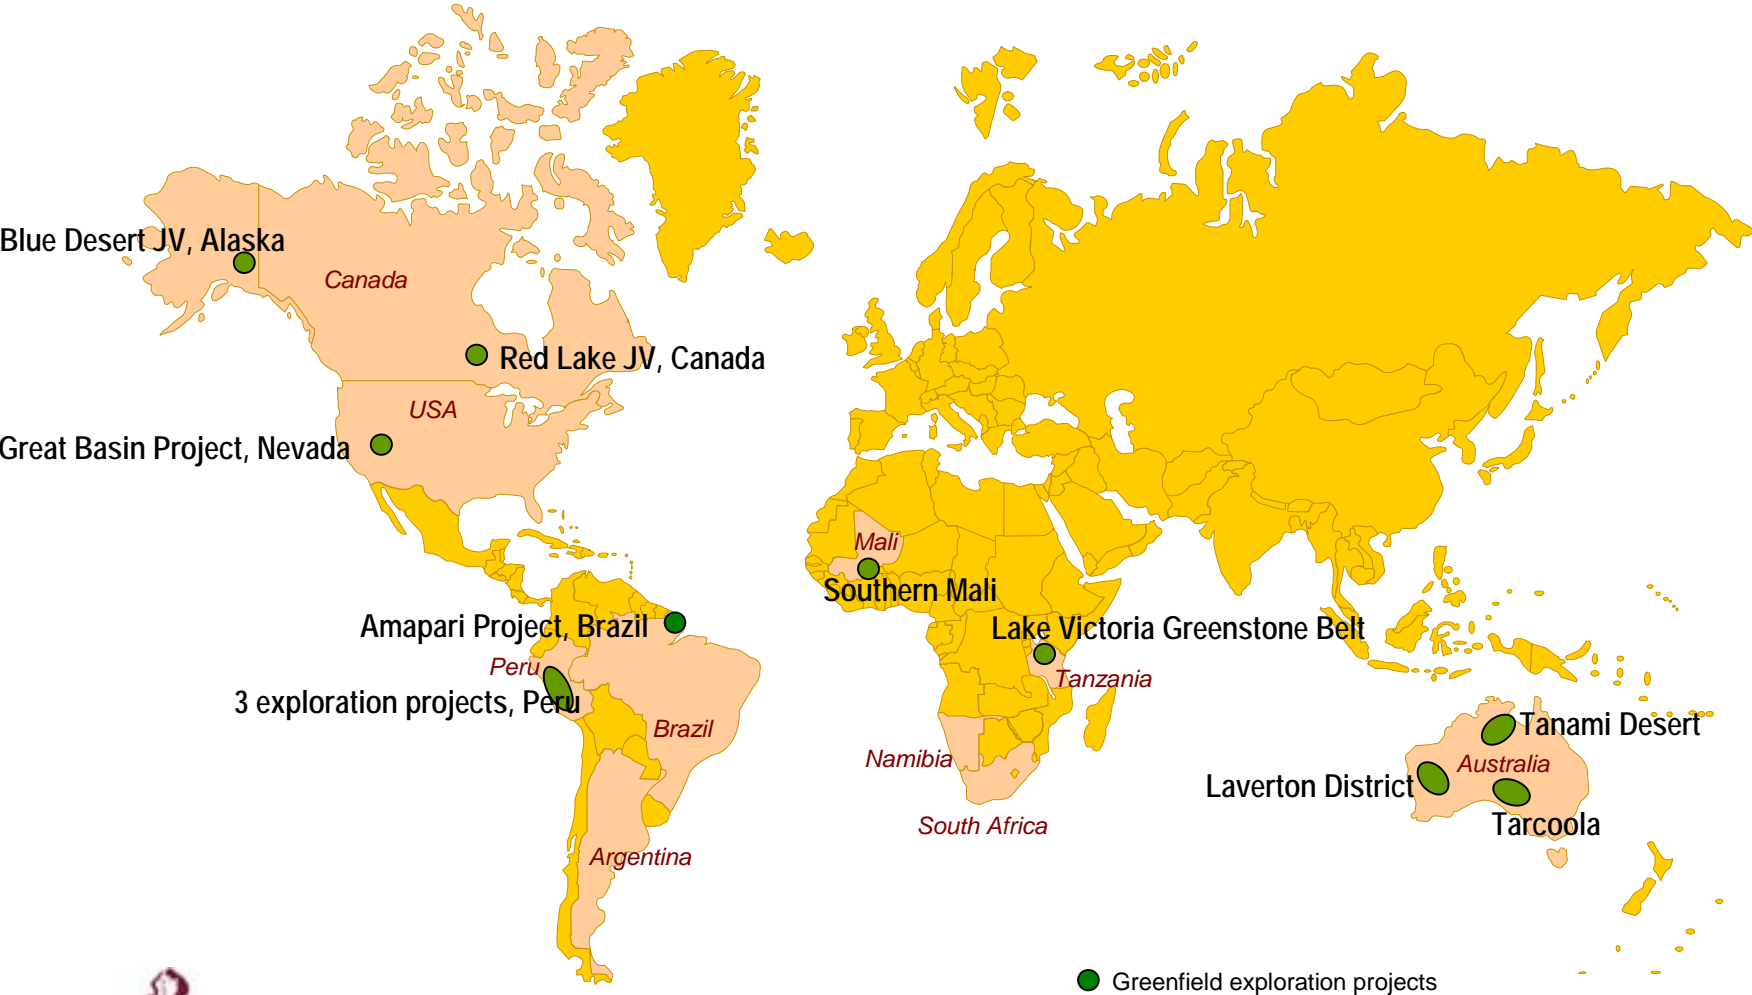 Blue Desert JV, Alaska
Canada
Red Lake JV, Canada
USA
Great Basin Project, Nevada
Mali
Southern Mali
Amapari Project, Brazil
Lake Victoria Greenstone Belt
Peru
Tanzania
3 exploration projects, Peru
Brazil
Tanami Desert
Namibia
Australia
Laverton District
South Africa
Tarcoola
Argentina
Greenfield exploration projects